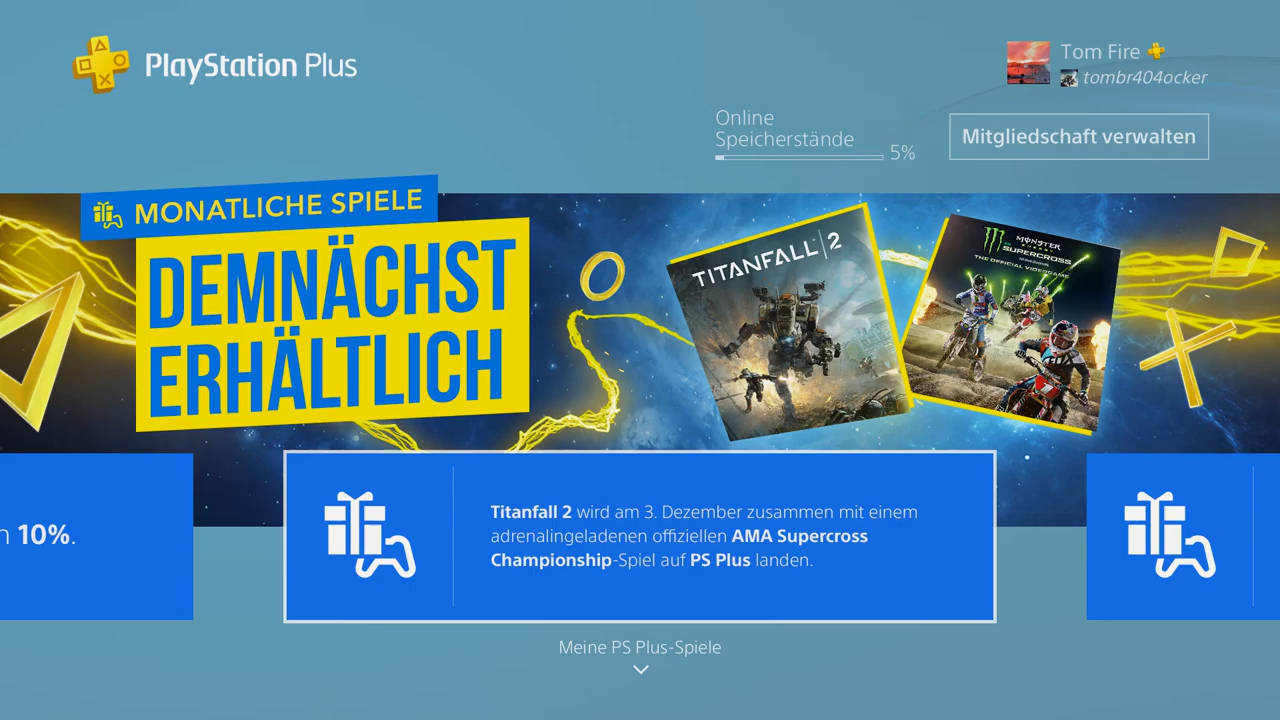 PlayStation Plus
Tom Fire
tombr404ocker
Online
Speicherstände
5%
Mitgliedschaft verwalten
MONATLICHE SPIELE
DEMNÄCHST
ERHÄLTLICH
TITANFALL 2
MONSTER
ENERGY
SUPERCROSS
THE OFFICIAL VIDEOGAME
n 10%.
Titanfall 2 wird am 3. Dezember zusammen mit einem
adrenalingeladenen offiziellen AMA Supercross
Championship-Spiel auf PS Plus landen.
Meine PS Plus-Spiele